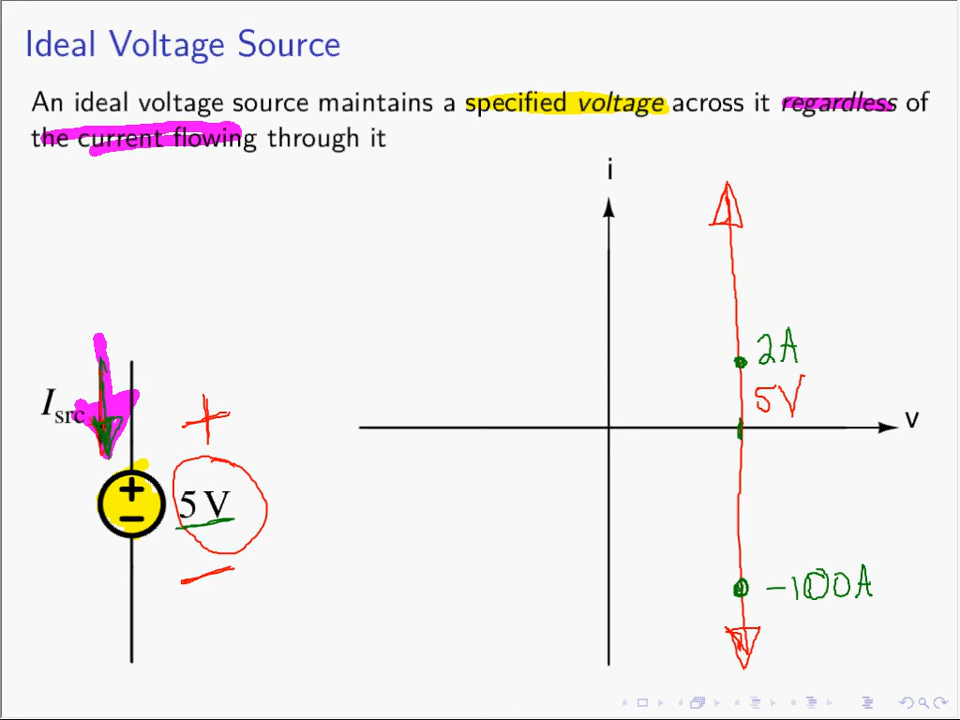 Ideal Voltage Source
An ideal voltage source maintains a specified voltage across it regardless of
the current flowing through it
i
2A
5V
v
Isrc
+
+
−
5 V
−
−100A